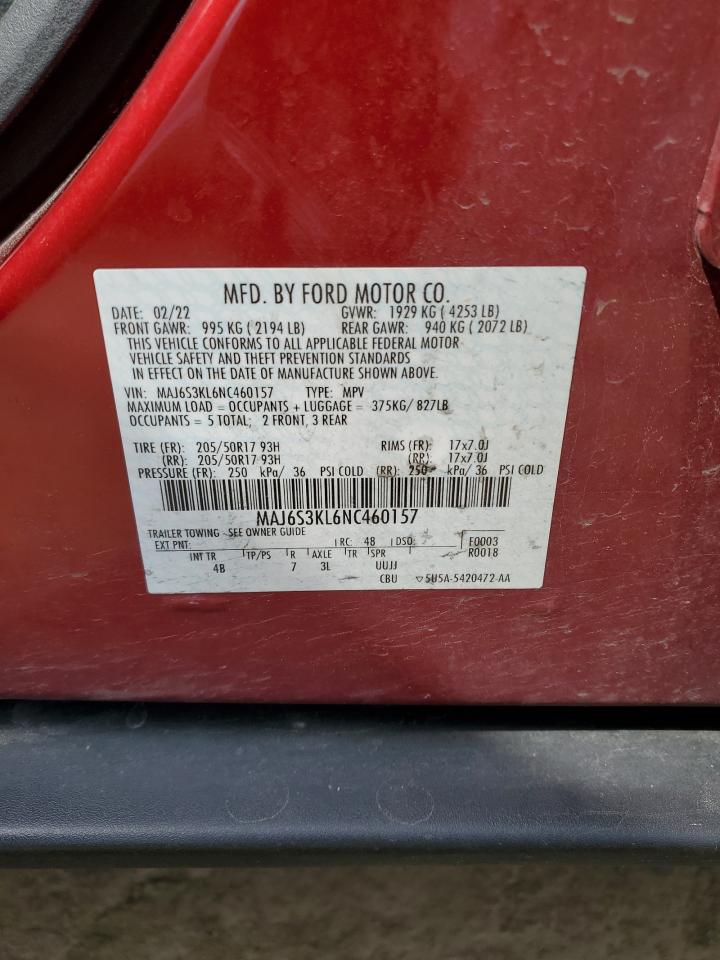 MFD. BY FORD MOTOR CO.
DATE: 02/22 GVWR: 1929 KG ( 4253 LB)
FRONT GAWR: 995 KG ( 2194 LB) REAR GAWR: 940 KG ( 2072 LB)
THIS VEHICLE CONFORMS TO ALL APPLICABLE FEDERAL MOTOR
VEHICLE SAFETY AND THEFT PREVENTION STANDARDS
IN EFFECT ON THE DATE OF MANUFACTURE SHOWN ABOVE.
VIN: MAJ6S3KL6NC460157 TYPE: MPV
MAXIMUM LOAD = OCCUPANTS + LUGGAGE = 375KG/ 827LB
OCCUPANTS = 5 TOTAL; 2 FRONT, 3 REAR
TIRE (FR): 205/50R17 93H RIMS (FR): 17x7.0J
(RR): 205/50R17 93H (RR): 17x7.0J
PRESSURE (FR): 250 kPa/ 36 PSI COLD (RR): 250 kPa/ 36 PSI COLD
MAJ6S3KL6NC460157
TRAILER TOWING - SEE OWNER GUIDE
EXT PNT: RC: 48 DSO: F0003
INT TR TP/PS R AXLE TR SPR R0018
4B 7 3L UUJJ
CBU 5U5A-5420472-AA